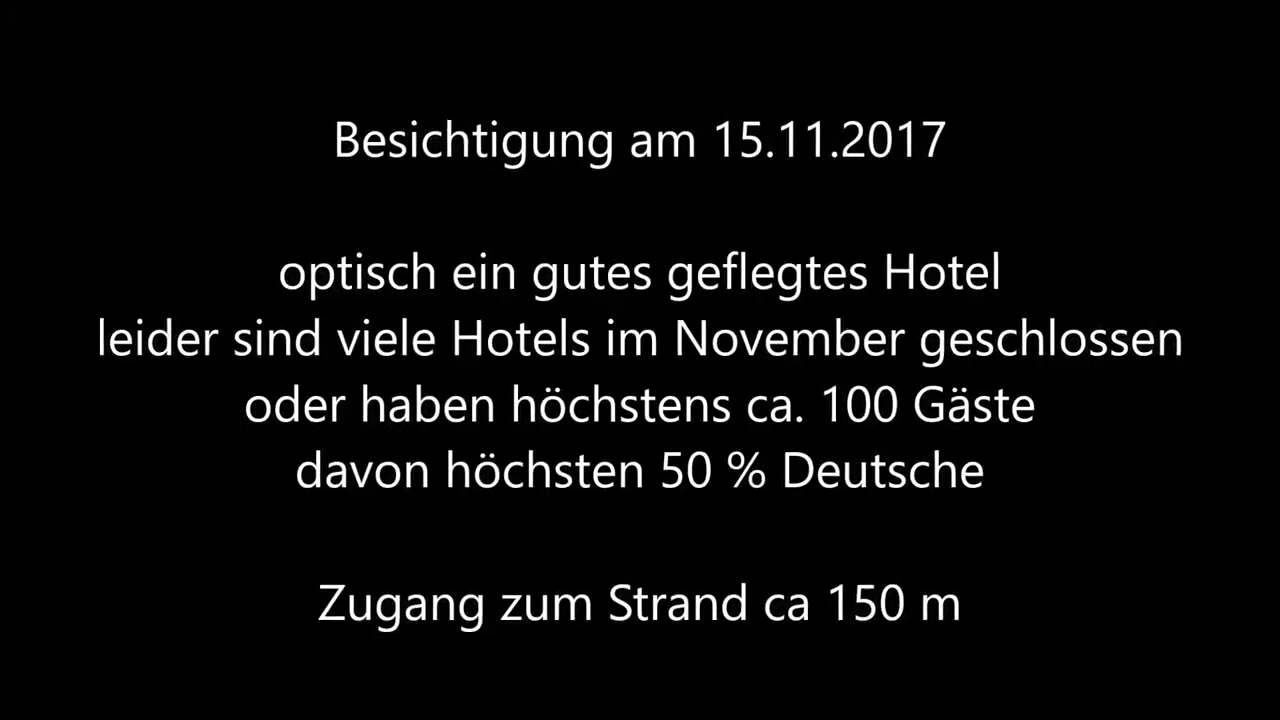 Besichtigung am 15.11.2017
optisch ein gutes geflegtes Hotel
leider sind viele Hotels im November geschlossen
oder haben höchstens ca. 100 Gäste
davon höchsten 50 % Deutsche
Zugang zum Strand ca 150 m